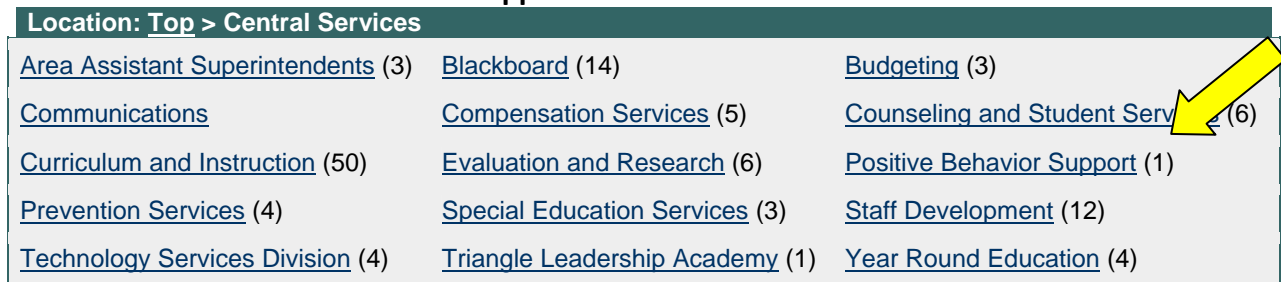 Location: Top > Central Services
Area Assistant Superintendents (3) Blackboard (14) Budgeting (3)
Communications Compensation Services (5) Counseling and Student Serv (6)
Curriculum and Instruction (50) Evaluation and Research (6) Positive Behavior Support (1)
Prevention Services (4) Special Education Services (3) Staff Development (12)
Technology Services Division (4) Triangle Leadership Academy (1) Year Round Education (4)